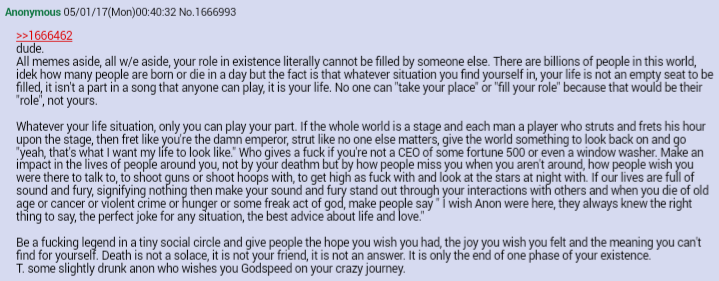 Anonymous 05/01/17(Mon)00:40:32 No.1666993
>>1666462
dude.
All memes aside, all w/e aside, your role in existence literally cannot be filled by someone else. There are billions of people in this world,
idek how many people are born or die in a day but the fact is that whatever situation you find yourself in, your life is not an empty seat to be
filled, it isn't a part in a song that anyone can play, it is your life. No one can "take your place" or "fill your role" because that would be their
"role", not yours.
Whatever your life situation, only you can play your part. If the whole world is a stage and each man a player who struts and frets his hour
upon the stage, then fret like you're the damn emperor, strut like no one else matters, give the world something to look back on and go
"yeah, that's what I want my life to look like." Who gives a fuck if you're not a CEO of some fortune 500 or even a window washer. Make an
impact in the lives of people around you, not by your deathm but by how people miss you when you aren't around, how people wish you
were there to talk to, to shoot guns or shoot hoops with, to get high as fuck with and look at the stars at night with. If our lives are full of
sound and fury, signifying nothing then make your sound and fury stand out through your interactions with others and when you die of old
age or cancer or violent crime or hunger or some freak act of god, make people say " I wish Anon were here, they always knew the right
thing to say, the perfect joke for any situation, the best advice about life and love."
Be a fucking legend in a tiny social circle and give people the hope you wish you had, the joy you wish you felt and the meaning you can't
find for yourself. Death is not a solace, it is not your friend, it is not an answer. It is only the end of one phase of your existence.
T. some slightly drunk anon who wishes you Godspeed on your crazy journey.